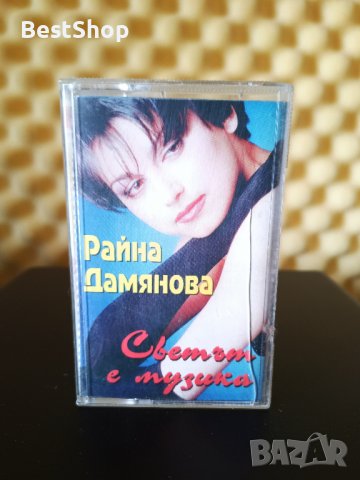 BestShop
Райна
Дамянова
Светът
е музика
BAZAR